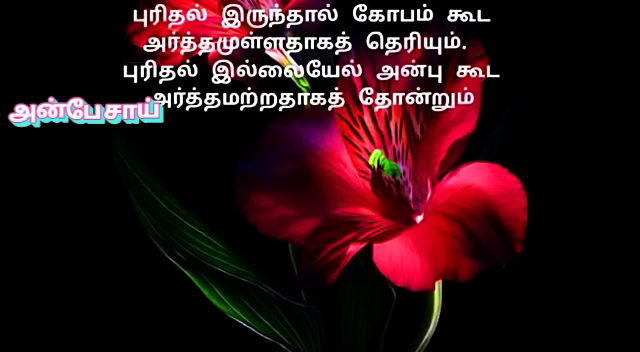 புரிதல் இருந்தால் கோபம் கூட
அர்த்தமுள்ளதாகத் தெரியும்.
புரிதல் இல்லையேல் அன்பு கூட
அர்த்தமற்றதாகத் தோன்றும்
அன்பே சாய்